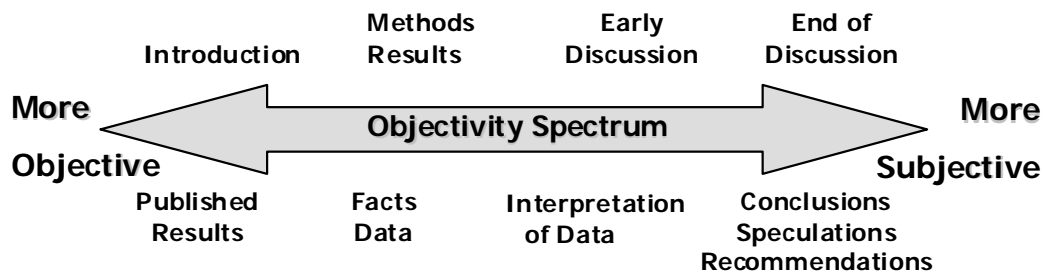 Methods Early End of
Introduction Results Discussion Discussion
More More
Objectivity Spectrum
Objective Subjective
Published Facts Interpretation Conclusions
Results Data of Data Speculations
Recommendations